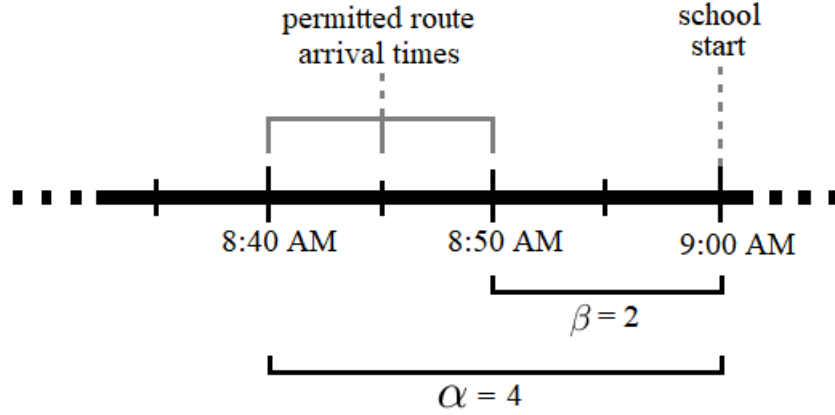 permitted route
arrival times
school
start
8:40 AM
8:50 AM
9:00 AM
β = 2
α = 4